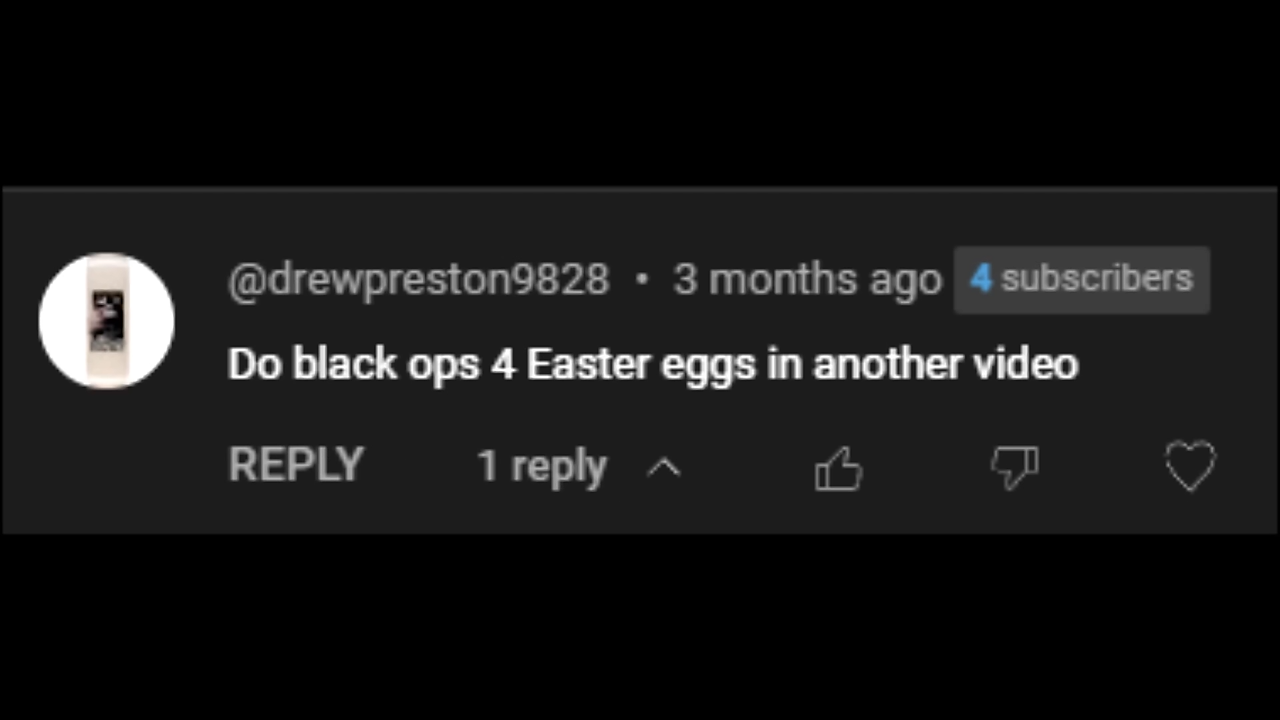 @drewpreston9828 • 3 months ago 4 subscribers
Do black ops 4 Easter eggs in another video
REPLY 1 reply